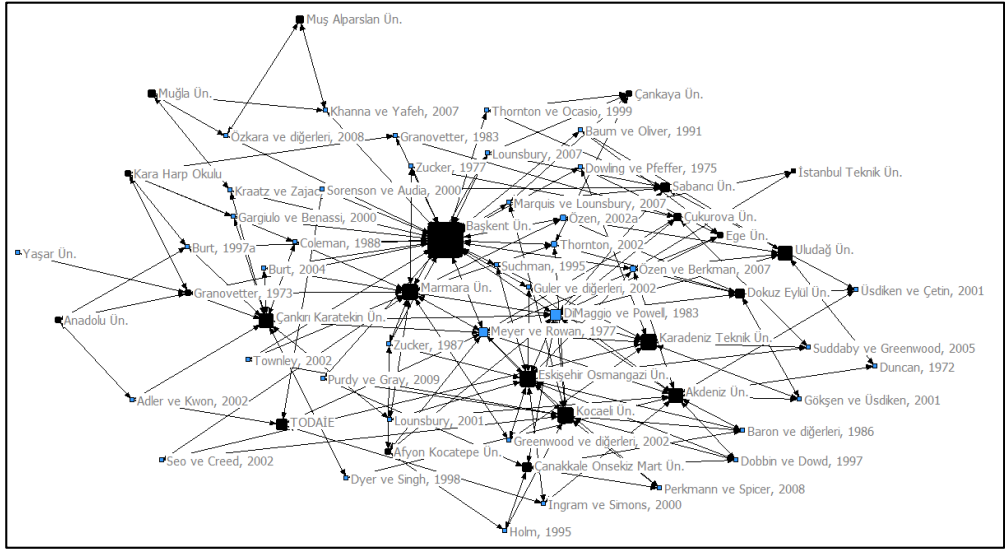 Muş Alparslan Ün.
Muğla Ün.
Çankaya Ün.
Khanna ve Yafeh, 2007
Thornton ve Ocasio, 1999
Özkara ve diğerleri, 2008
Granovetter, 1983
Baum ve Oliver, 1991
Lounsbury, 2007
Zucker, 1977
Dowling ve Pfeffer, 1975
Kara Harp Okulu
İstanbul Teknik Ün.
Kraatz ve Zajac,
Sorenson ve Audia, 2000
Sabancı Ün.
Marquis ve Lounsbury, 2007
Gargiulo ve Benassi, 2000
Özen, 2002a
Çukurova Ün.
Başkent Ün.
Ege Ün.
Burt, 1997a
Coleman, 1988
Thornton, 2002
Yaşar Ün.
Uludağ Ün.
Burt, 2004
Suchman, 1995
Özen ve Berkman, 2007
Granovetter, 1973
Marmara Ün.
Guler ve diğerleri, 2002
Dokuz Eylül Ün.
Üsdiken ve Çetin, 2001
Anadolu Ün.
Çankırı Karatekin Ün.
DiMaggio ve Powell, 1983
Meyer ve Rowan, 1977
Zucker, 1987
Karadeniz Teknik Ün.
Suddaby ve Greenwood, 2005
Townley, 2002
Duncan, 1972
Purdy ve Gray, 2009
Eskişehir Osmangazi Ün.
Adler ve Kwon, 2002
Akdeniz Ün.
Gökşen ve Üsdiken, 2001
TODAİE
Lounsbury, 2001
Kocaeli Ün.
Baron ve diğerleri, 1986
Greenwood ve diğerleri, 2002
Afyon Kocatepe Ün.
Seo ve Creed, 2002
Çanakkale Onsekiz Mart Ün.
Dobbin ve Dowd, 1997
Dyer ve Singh, 1998
Perkmann ve Spicer, 2008
Ingram ve Simons, 2000
Holm, 1995